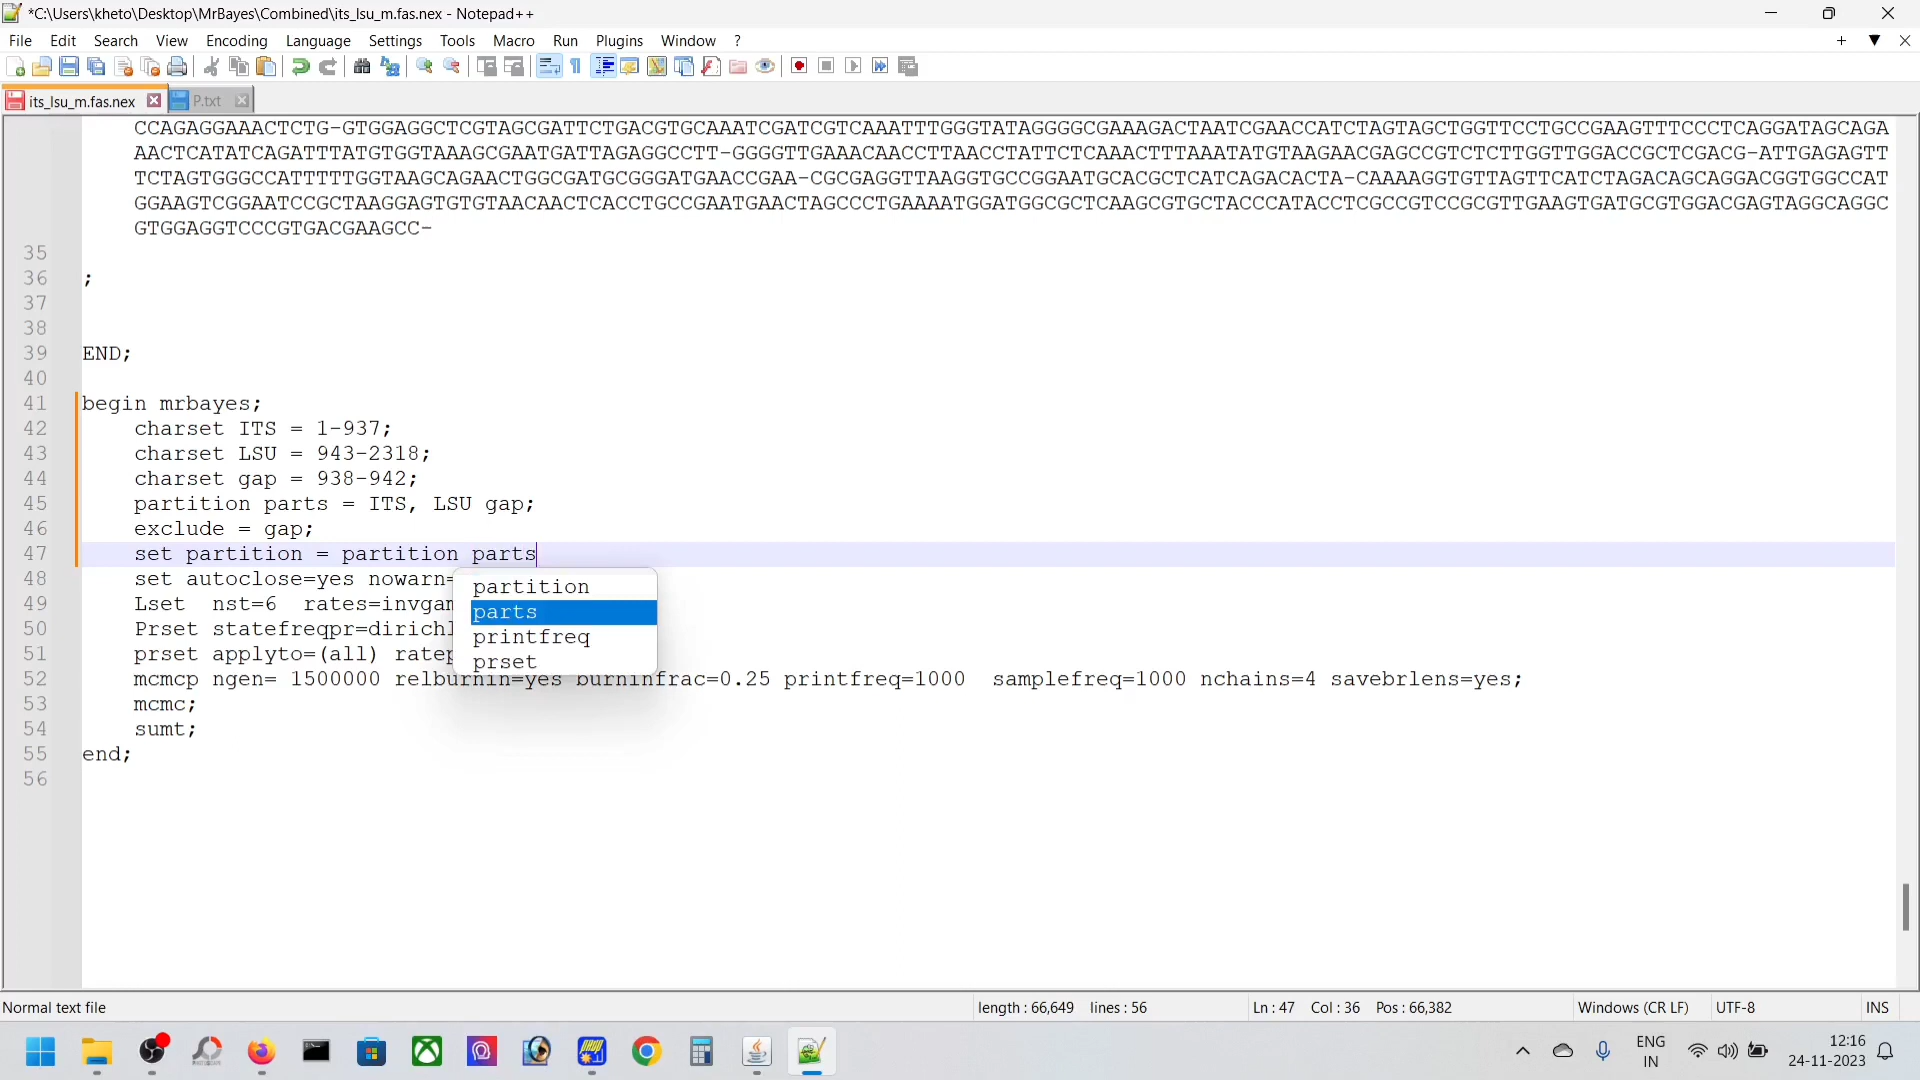 *C:\Users\kheto\Desktop\MrBayes\Combined\its_lsu_m.fas.nex - Notepad++
File Edit Search View Encoding Language Settings Tools Macro Run Plugins Window ?
its_lsu_m.fas.nex P.txt
CCAGAGGAAACTCTG-GTGGAGGCTCGTAGCGATTCTGACGTGCAAATCGATCGTCAAATTTGGGTATAGGGGCGAAAGACTAATCGAACCATCTAGTAGCTGGTTCCTGCCGAAGTTTCCCTCAGGATAGCAGA
AACTCATATCAGATTTATGTGGTAAAGCGAATGATTAGAGGCCTT-GGGGTTGAAACAACCTTAACCTATTCTCAAACTTTAAATATGTAAGAACGAGCCGTCTCTTGGTTGGACCGCTCGACG-ATTGAGAGTT
TCTAGTGGGCCATTTTTGGTAAGCAGAACTGGCGATGCGGGATGAACCGAA-CGCGAGGTTAAGGTGCCGGAATGCACGCTCATCAGACACTA-CAAAAGGTGTTAGTTCATCTAGACAGCAGGACGGTGGCCAT
GGAAGTCGGAATCCGCTAAGGAGTGTGTAACAACTCACCTGCCGAATGAACTAGCCCTGAAAATGGATGGCGCTCAAGCGTGCTACCCATACCTCGCCGTCCGCGTTGAAGTGATGCGTGGACGAGTAGGCAGGC
GTGGAGGTCCCGTGACGAAGCC-
35
36 ;
37
38
39 END;
40
41 begin mrbayes;
42 charset ITS = 1-937;
43 charset LSU = 943-2318;
44 charset gap = 938-942;
45 partition parts = ITS, LSU gap;
46 exclude = gap;
47 set partition = partition parts
48 set autoclose=yes nowarn=
49 Lset nst=6 rates=invgam
50 Prset statefreqpr=dirichl
51 prset applyto=(all) ratep
52 mcmcp ngen= 1500000 relburnin=yes burninfrac=0.25 printfreq=1000 samplefreq=1000 nchains=4 savebrlens=yes;
53 mcmc;
54 sumt;
55 end;
56
partition
parts
printfreq
prset
Normal text file length : 66,649 lines : 56 Ln : 47 Col : 36 Pos : 66,382 Windows (CR LF) UTF-8 INS
ENG
IN
12:16
24-11-2023